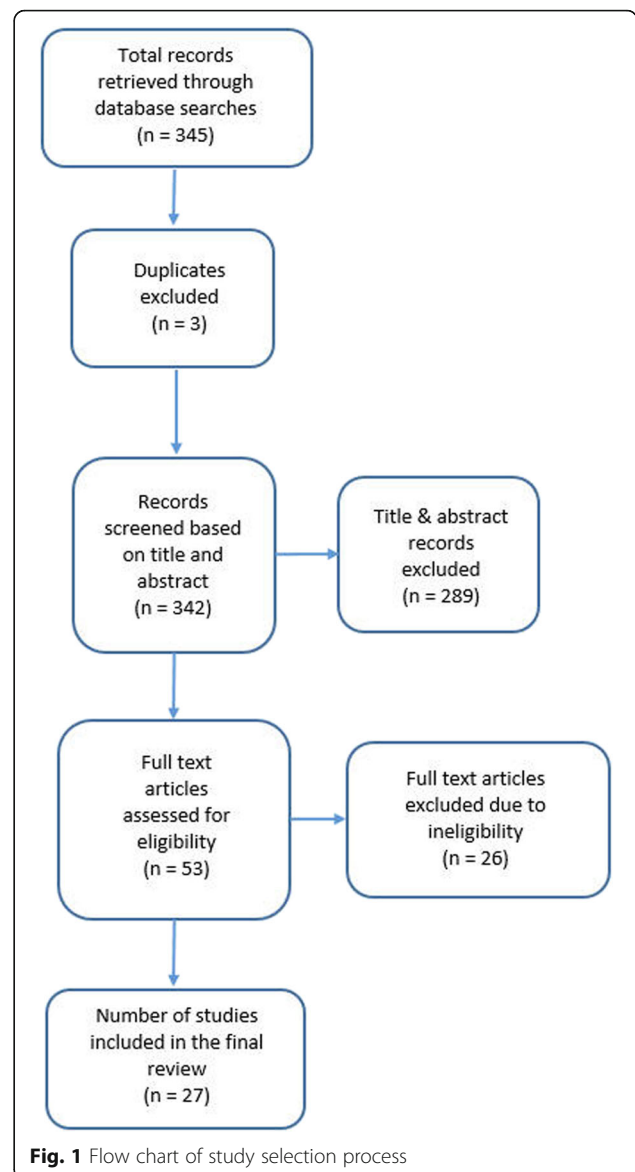 Total records
retrieved through
database searches
(n = 345)
Duplicates
excluded
(n = 3)
Records
screened based
on title and
abstract
(n = 342)
Title & abstract
records
excluded
(n = 289)
Full text
articles
assessed for
eligibility
(n = 53)
Full text articles
excluded due to
ineligibility
(n = 26)
Number of studies
included in the final
review
(n = 27)
Fig. 1 Flow chart of study selection process